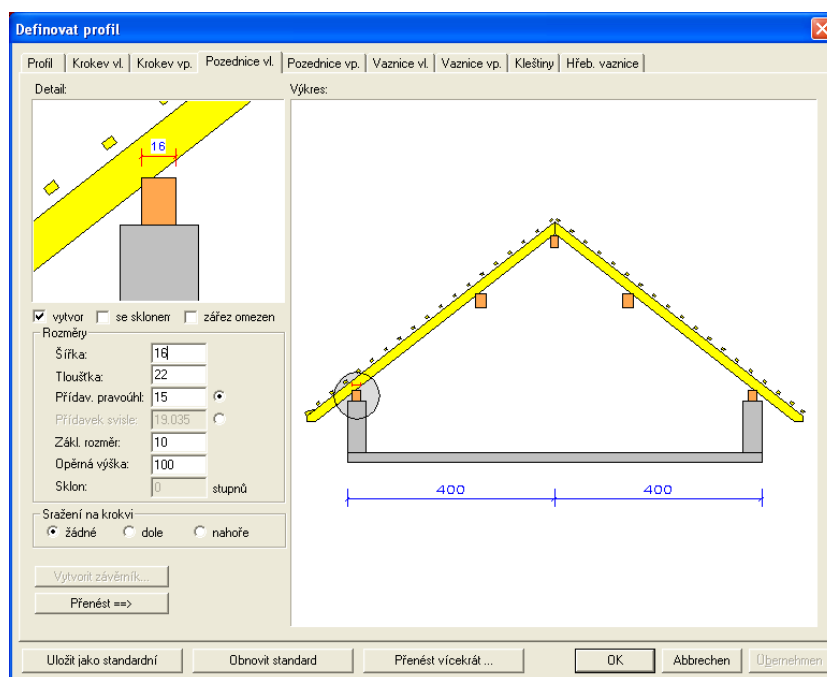 Definovat profil
Profil Krokev vl. Krokev vp. Pozednice vl. Pozednice vp. Vaznice vl. Vaznice vp. Kleštiny Hřeb. vaznice
Detail: Výkres:
16
vytvor se sklonem zářez omezen
Rozměry
Šířka: 16
Tloušťka: 22
Přídav. pravoúhl: 15
Přídavek svisle: 19.035
Zákl. rozměr: 10
Opěrná výška: 100
Sklon: 0 stupnů
400 400
Sražení na krokvi
žádné dole nahoře
Vytvorit závěrník...
Přenést ==>
Uložit jako standardní Obnovit standard Přenést vícekrát ... OK Abbrechen Übernehmen